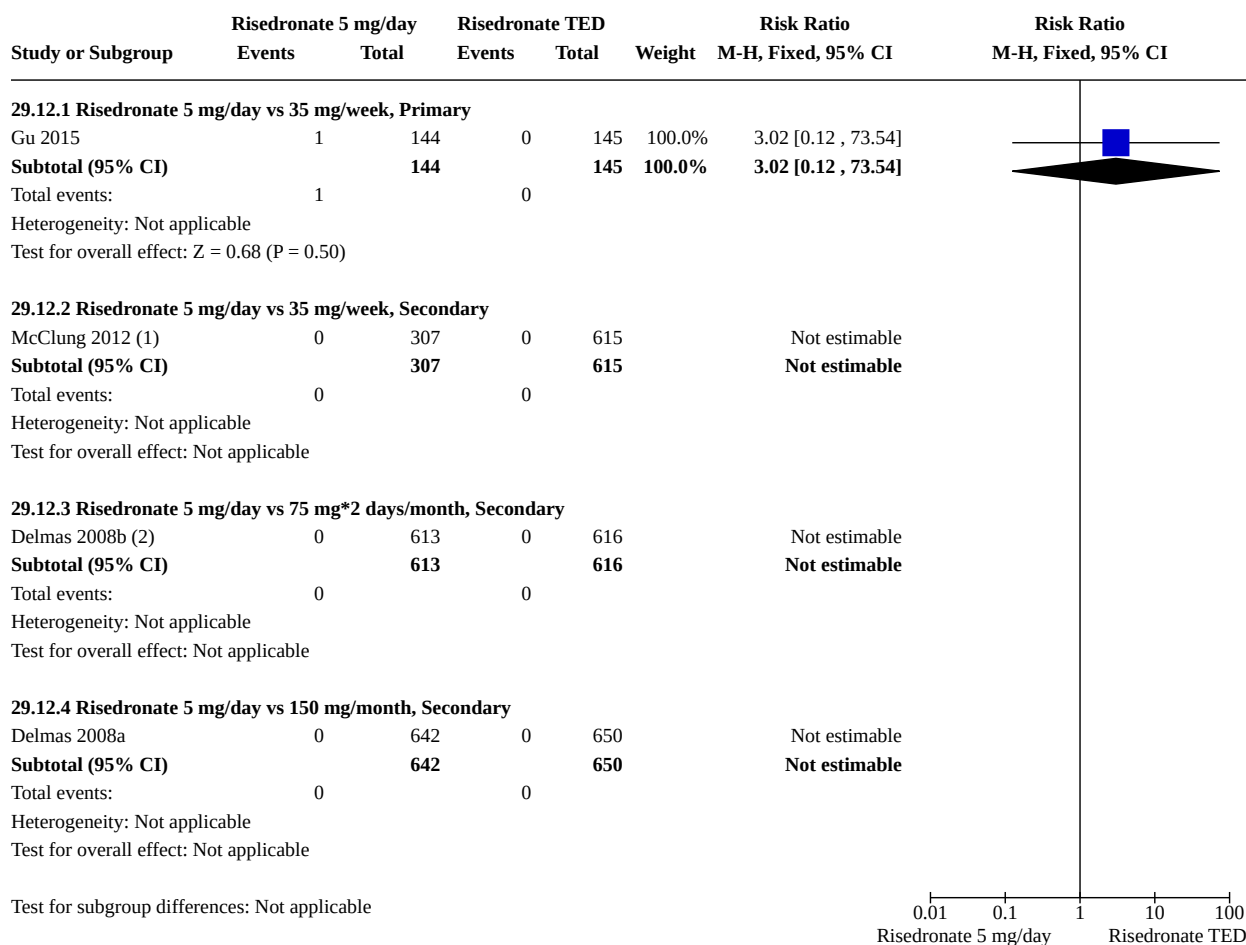 Risedronate 5 mg/day Risedronate TED Risk Ratio Risk Ratio
Study or Subgroup Events Total Events Total Weight M-H, Fixed, 95% CI M-H, Fixed, 95% CI
29.12.1 Risedronate 5 mg/day vs 35 mg/week, Primary
Gu 2015 1 144 0 145 100.0% 3.02 [0.12 , 73.54]
Subtotal (95% CI) 144 145 100.0% 3.02 [0.12 , 73.54]
Total events: 1 0
Heterogeneity: Not applicable
Test for overall effect: Z = 0.68 (P = 0.50)
29.12.2 Risedronate 5 mg/day vs 35 mg/week, Secondary
McClung 2012 (1) 0 307 0 615 Not estimable
Subtotal (95% CI) 307 615 Not estimable
Total events: 0 0
Heterogeneity: Not applicable
Test for overall effect: Not applicable
29.12.3 Risedronate 5 mg/day vs 75 mg*2 days/month, Secondary
Delmas 2008b (2) 0 613 0 616 Not estimable
Subtotal (95% CI) 613 616 Not estimable
Total events: 0 0
Heterogeneity: Not applicable
Test for overall effect: Not applicable
29.12.4 Risedronate 5 mg/day vs 150 mg/month, Secondary
Delmas 2008a 0 642 0 650 Not estimable
Subtotal (95% CI) 642 650 Not estimable
Total events: 0 0
Heterogeneity: Not applicable
Test for overall effect: Not applicable
Test for subgroup differences: Not applicable
0.01 0.1 1 10 100
Risedronate 5 mg/day Risedronate TED